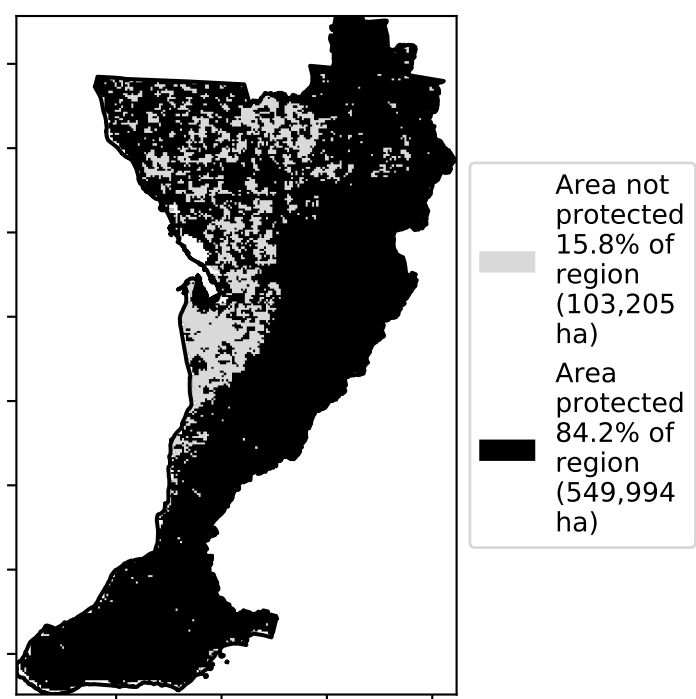 Area not
protected
15.8% of
region
(103,205
ha)
Area
protected
84.2% of
region
(549,994
ha)